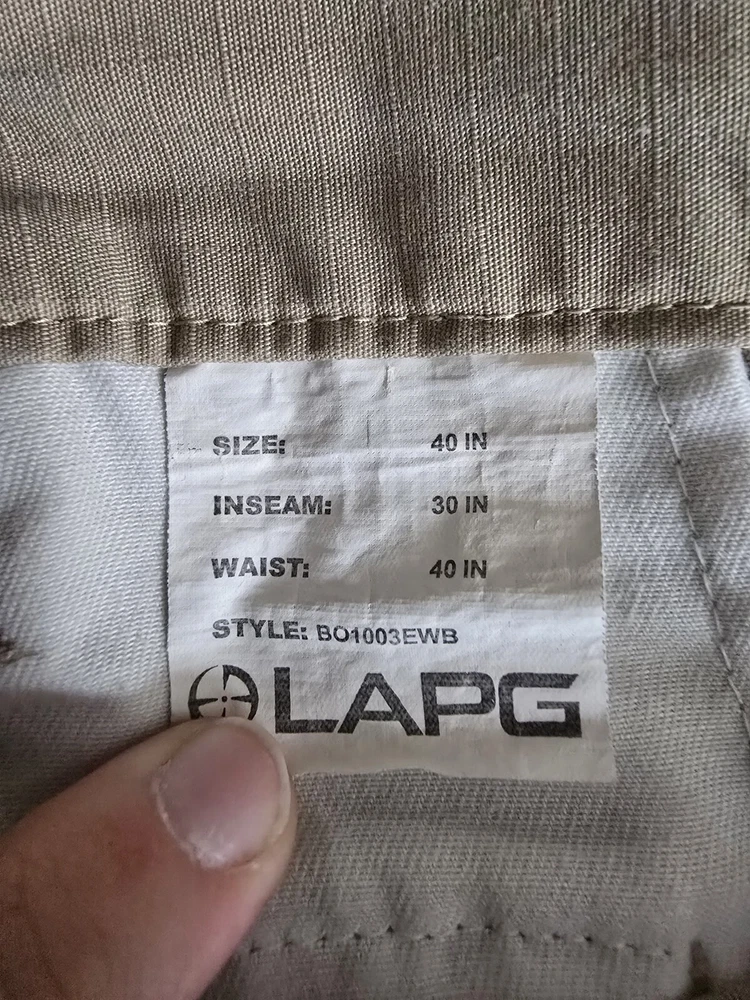 SIZE: 40 IN
INSEAM: 30 IN
WAIST: 40 IN
STYLE: BO1003EWB
LAPG